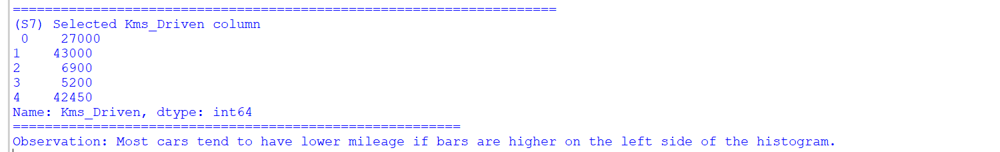 ====================================================================
(S7) Selected Kms_Driven column
 0    27000
1    43000
2     6900
3     5200
4    42450
Name: Kms_Driven, dtype: int64
========================================================
Observation: Most cars tend to have lower mileage if bars are higher on the left side of the histogram.